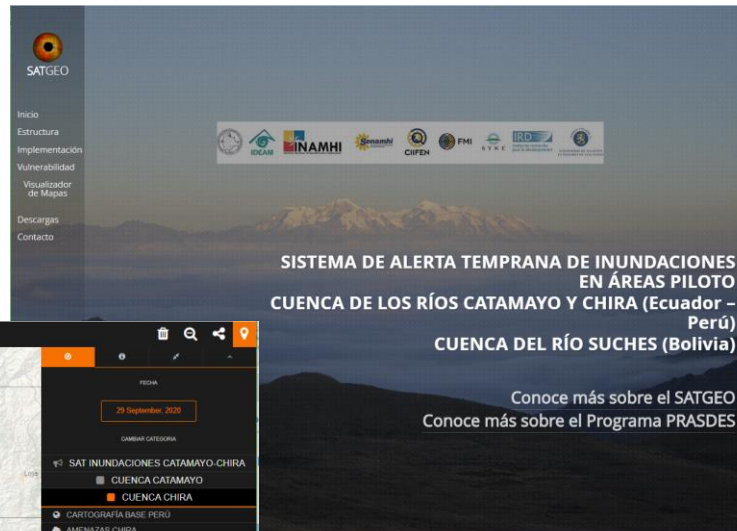 SATGEO
Inicio
Estructura
Implementación
Vulnerabilidad
Visualizador
de Mapas
Descargas
Contacto
IDEAM
INAMHI
Senamhi
CIIFEN
FMI
SYKE
IRD
SISTEMA DE ALERTA TEMPRANA DE INUNDACIONES
EN ÁREAS PILOTO
CUENCA DE LOS RÍOS CATAMAYO Y CHIRA (Ecuador –
Perú)
CUENCA DEL RÍO SUCHES (Bolivia)
Conoce más sobre el SATGEO
Conoce más sobre el Programa PRASDES
FECHA
29 September, 2020
CAMBIAR CATEGORIA
SAT INUNDACIONES CATAMAYO-CHIRA
CUENCA CATAMAYO
CUENCA CHIRA
CARTOGRAFÍA BASE PERÚ
AMENAZAS CHIRA
Loja